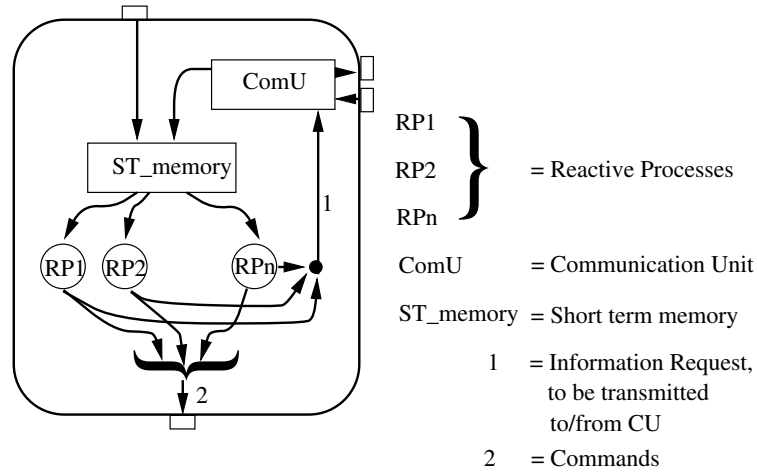 ComU
ST_memory
1
RP1 RP2 RPn
2
RP1
RP2 = Reactive Processes
RPn
ComU = Communication Unit
ST_memory = Short term memory
1 = Information Request,
to be transmitted
to/from CU
2 = Commands